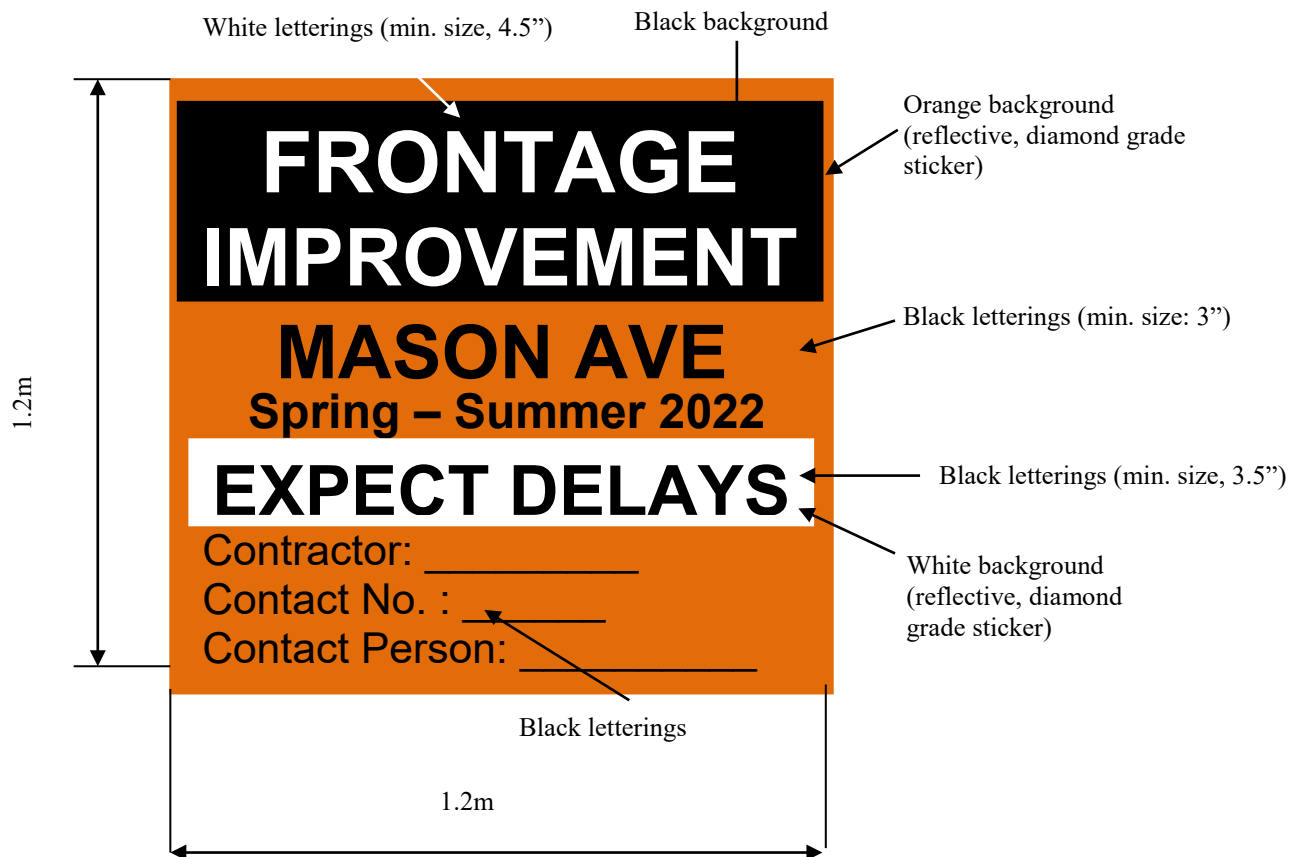 White letterings (min. size, 4.5”)
Black background
Orange background
(reflective, diamond grade
sticker)
FRONTAGE
IMPROVEMENT
Black letterings (min. size: 3”)
MASON AVE
1.2m
Spring – Summer 2022
EXPECT DELAYS
Black letterings (min. size, 3.5”)
Contractor: _________
Contact No. : ______
Contact Person: __________
White background
(reflective, diamond
grade sticker)
Black letterings
1.2m